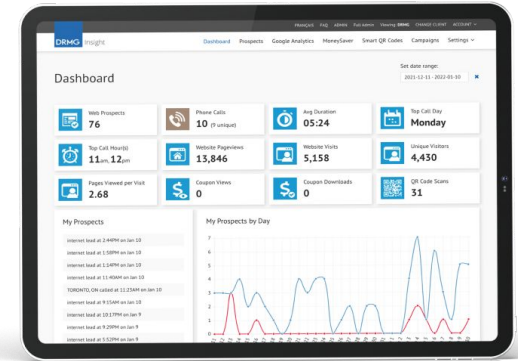 FRANÇAIS FAQ ADMIN Full Admin Viewing: DRMG CHANGE CLIENT ACCOUNT
DRMG Insight
Dashboard Prospects Google Analytics MoneySaver Smart QR Codes Campaigns Settings
Set date range:
Dashboard
2021-12-11 - 2022-01-10
Web Prospects
76
Phone Calls
10 (9 unique)
Avg Duration
05:24
Top Call Day
Monday
Top Call Hour(s)
11am, 12pm
Website Pageviews
13,846
Website Visits
5,158
Unique Visitors
4,430
Pages Viewed per Visit
2.68
Coupon Views
0
Coupon Downloads
0
QR Code Scans
31
My Prospects
internet lead at 2:44PM on Jan 10
internet lead at 1:50PM on Jan 10
internet lead at 1:14PM on Jan 10
internet lead at 11:40AM on Jan 10
TORONTO, ON called at 11:23AM on Jan 10
internet lead at 9:15AM on Jan 10
internet lead at 10:17PM on Jan 9
internet lead at 9:29PM on Jan 9
internet lead at 5:52PM on Jan 9
My Prospects by Day
7
6
5
4
3
2
1
0